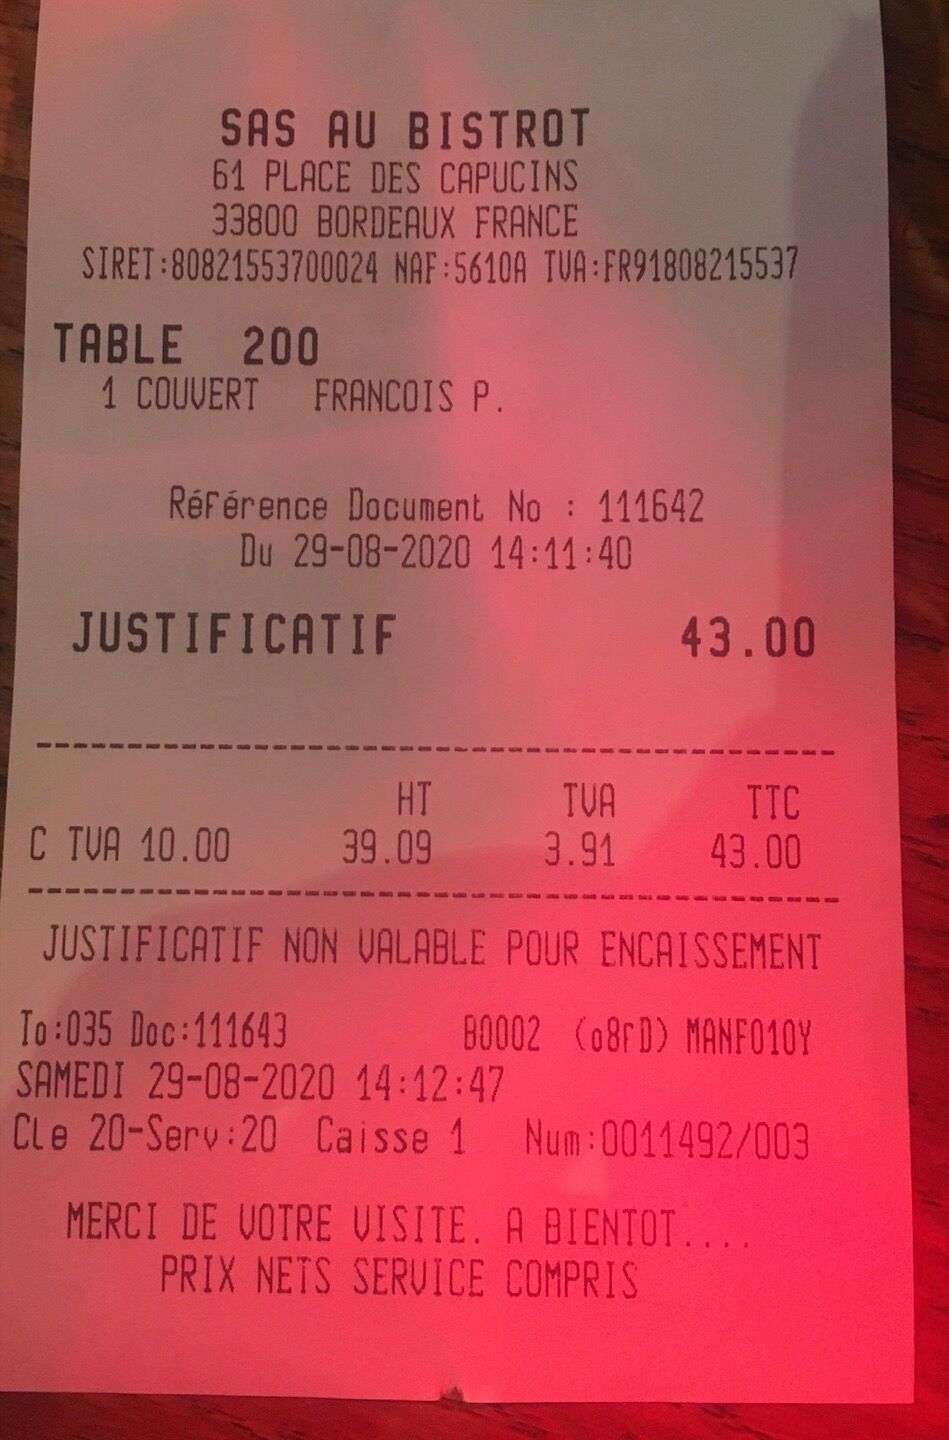 SAS AU BISTROT
61 PLACE DES CAPUCINS
33800 BORDEAUX FRANCE
SIRET:80821553700024 NAF:5610A TVA:FR91808215537
TABLE 200
1 COUVERT FRANCOIS P.
Référence Document No : 111642
Du 29-08-2020 14:11:40
JUSTIFICATIF 43.00
HT TVA TTC
C TVA 10.00 39.09 3.91 43.00
JUSTIFICATIF NON VALABLE POUR ENCAISSEMENT
To:035 Doc:111643 B0002 (o8rD) MANF010Y
SAMEDI 29-08-2020 14:12:47
Cle 20-Serv:20 Caisse 1 Num:0011492/003
MERCI DE VOTRE VISITE. A BIENTOT....
PRIX NETS SERVICE COMPRIS